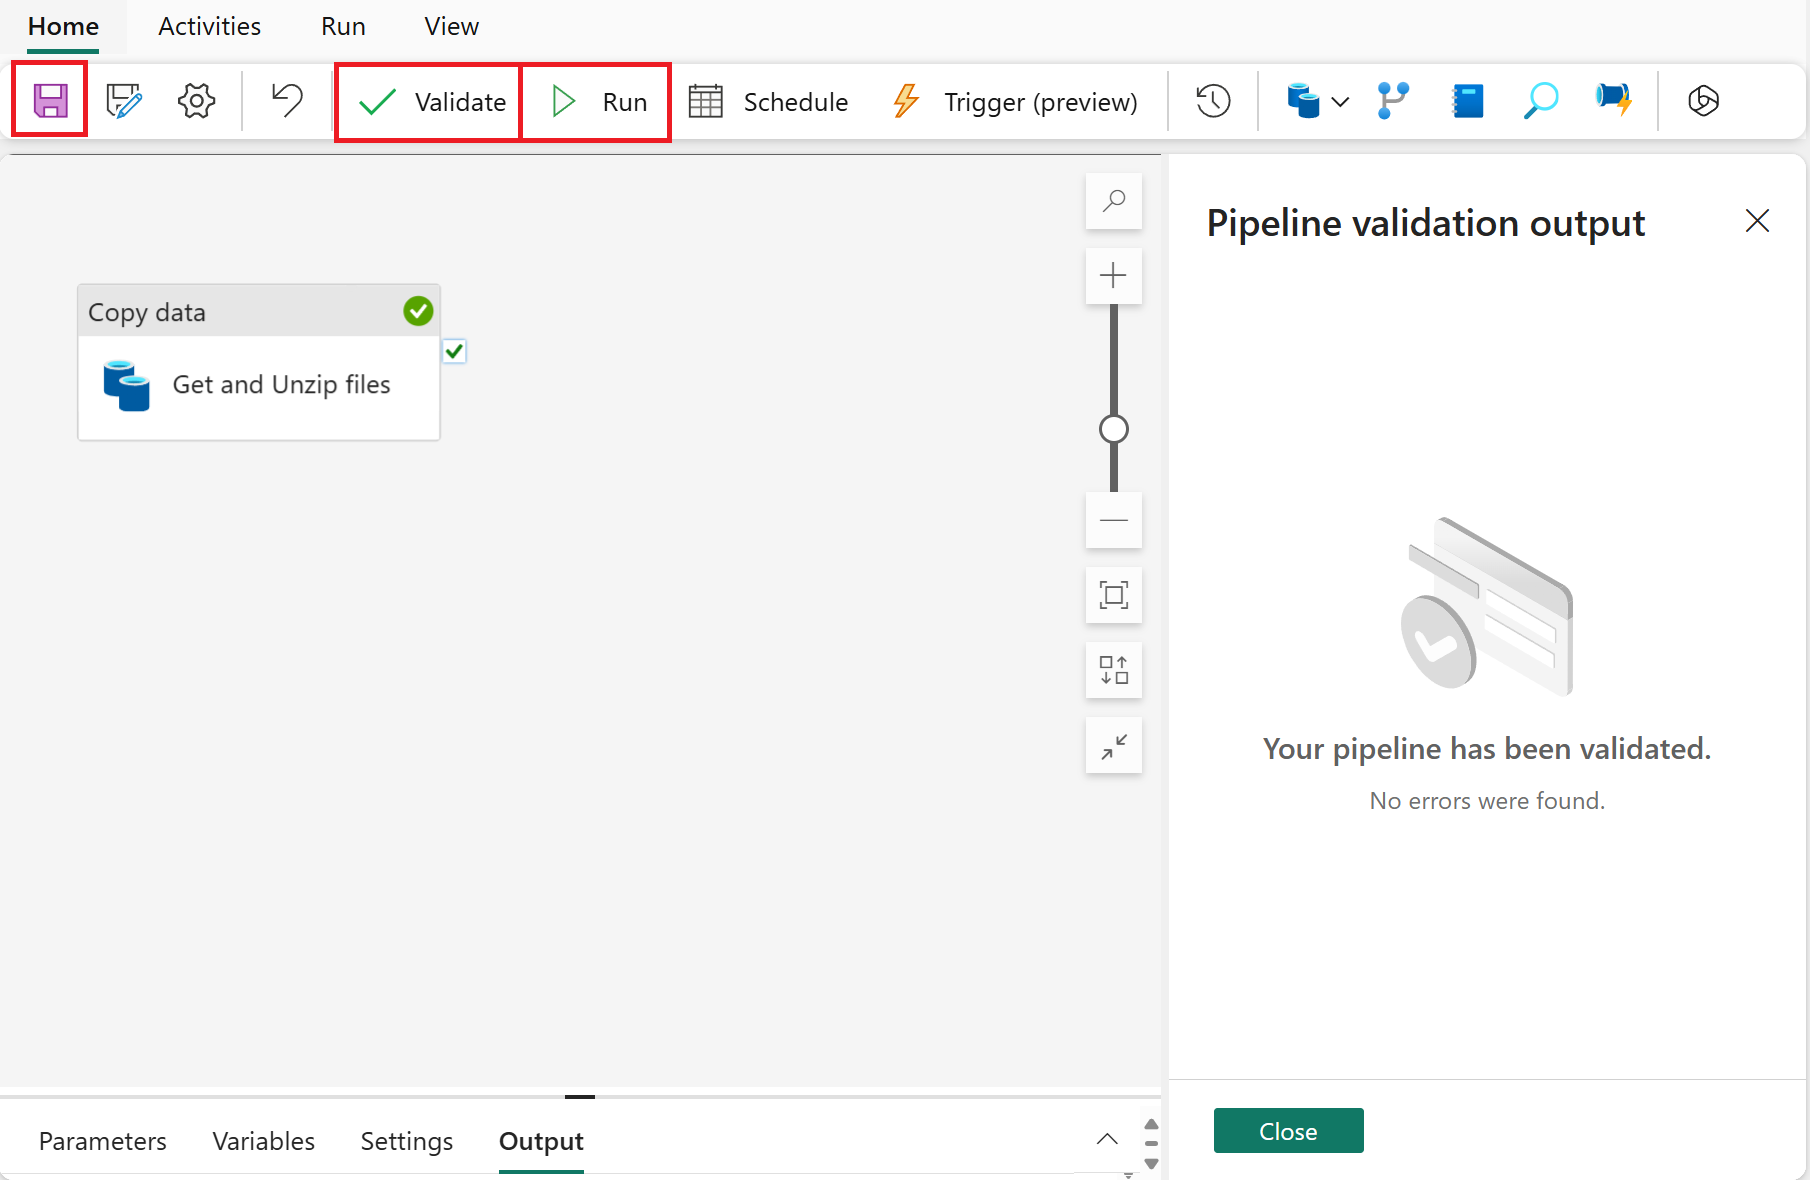 Home Activities Run View
Validate Run Schedule Trigger (preview)
Copy data
Get and Unzip files
Pipeline validation output
Your pipeline has been validated.
No errors were found.
Parameters Variables Settings Output
Close